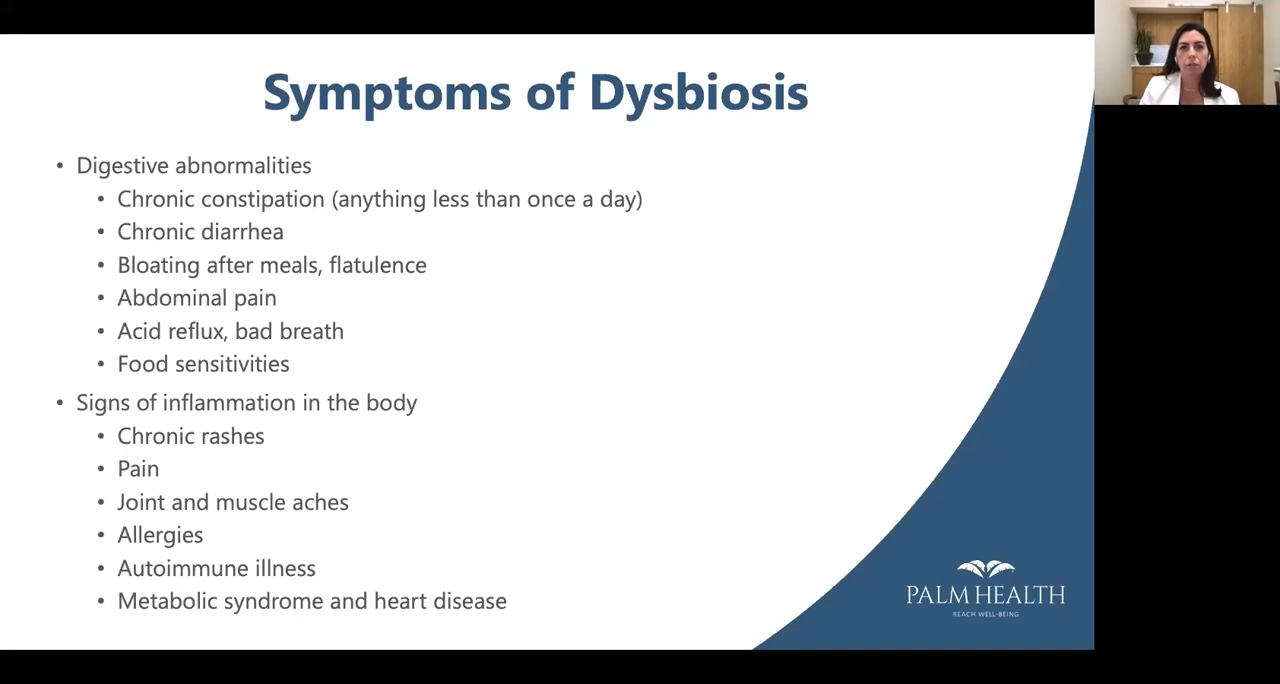 Symptoms of Dysbiosis
• Digestive abnormalities
• Chronic constipation (anything less than once a day)
• Chronic diarrhea
• Bloating after meals, flatulence
• Abdominal pain
• Acid reflux, bad breath
• Food sensitivities
• Signs of inflammation in the body
• Chronic rashes
• Pain
• Joint and muscle aches
• Allergies
• Autoimmune illness
• Metabolic syndrome and heart disease
PALM HEALTH
REACH WELL-BEING